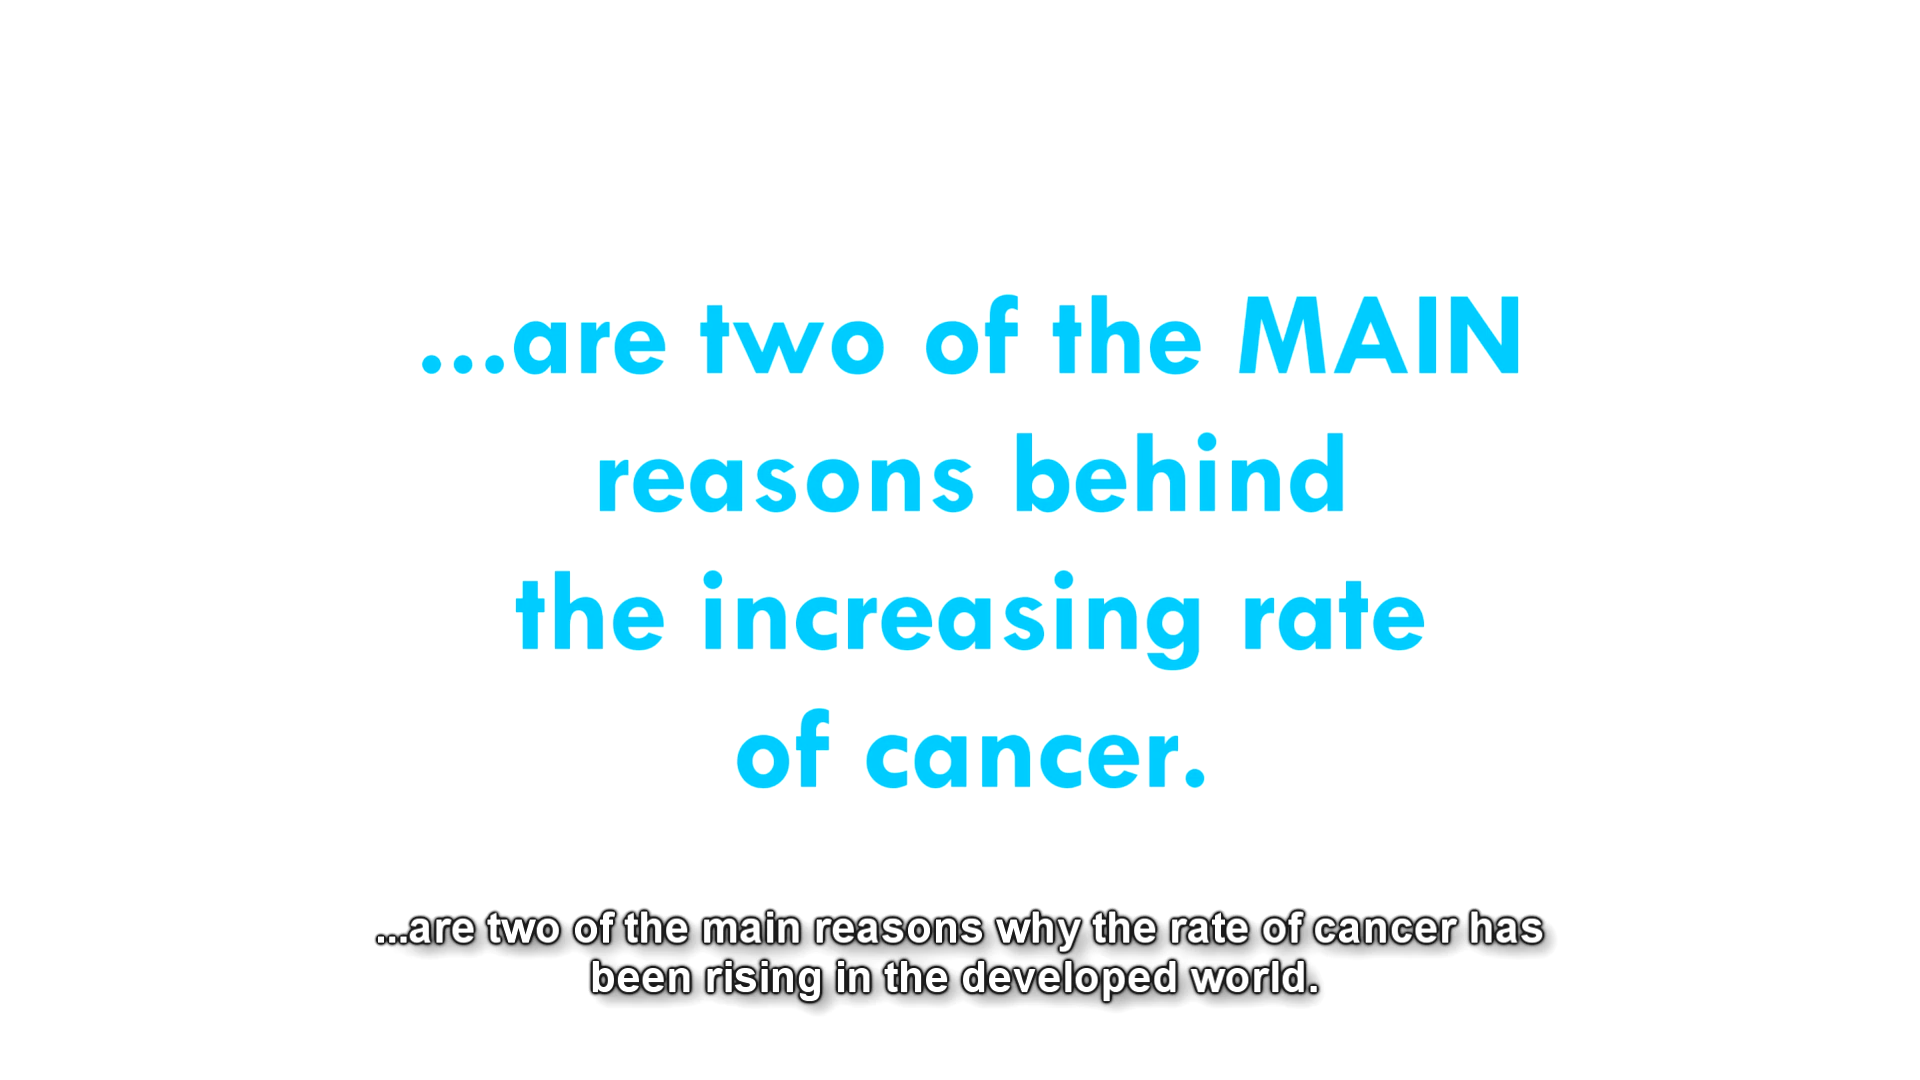 ...are two of the MAIN
reasons behind
the increasing rate
of cancer.
...are two of the main reasons why the rate of cancer has
been rising in the developed world.